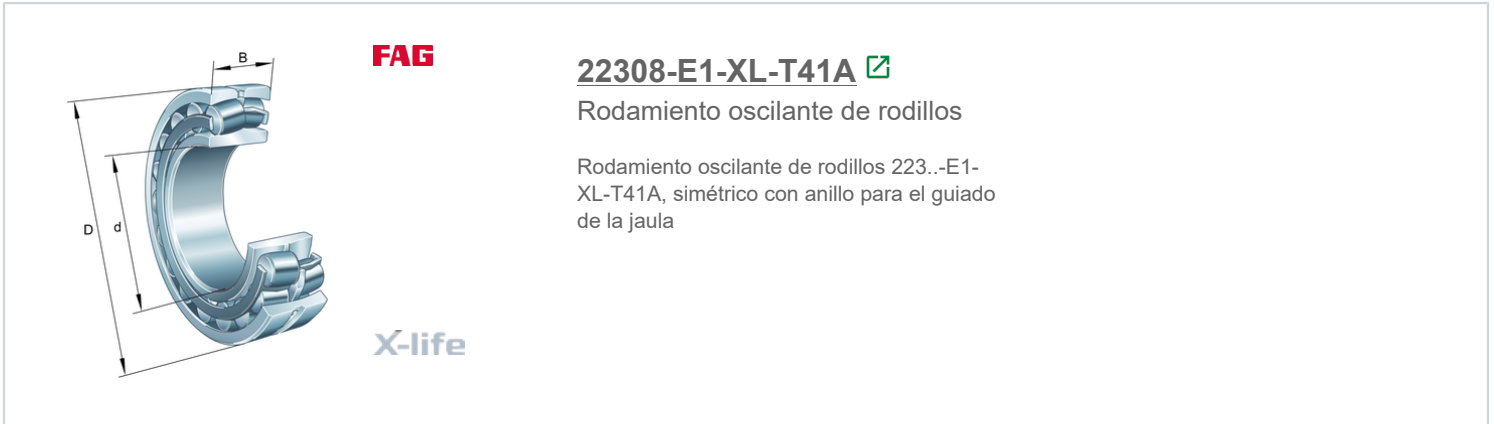 B
D
d
FAG
X-life
22308-E1-XL-T41A
Rodamiento oscilante de rodillos
Rodamiento oscilante de rodillos 223..-E1-
XL-T41A, simétrico con anillo para el guiado
de la jaula